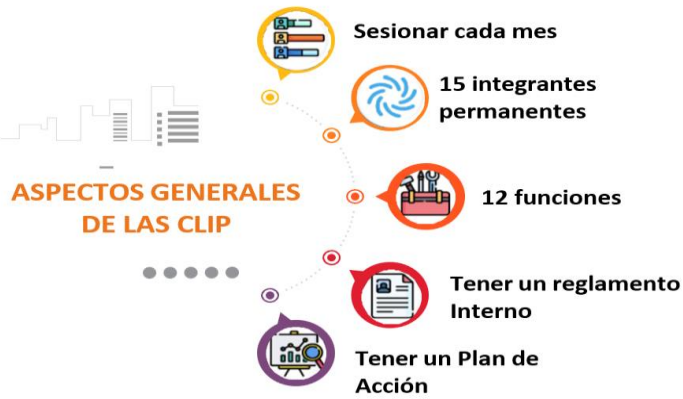 Sesionar cada mes
15 integrantes
permanentes
ASPECTOS GENERALES
DE LAS CLIP
12 funciones
Tener un reglamento
Interno
Tener un Plan de
Acción